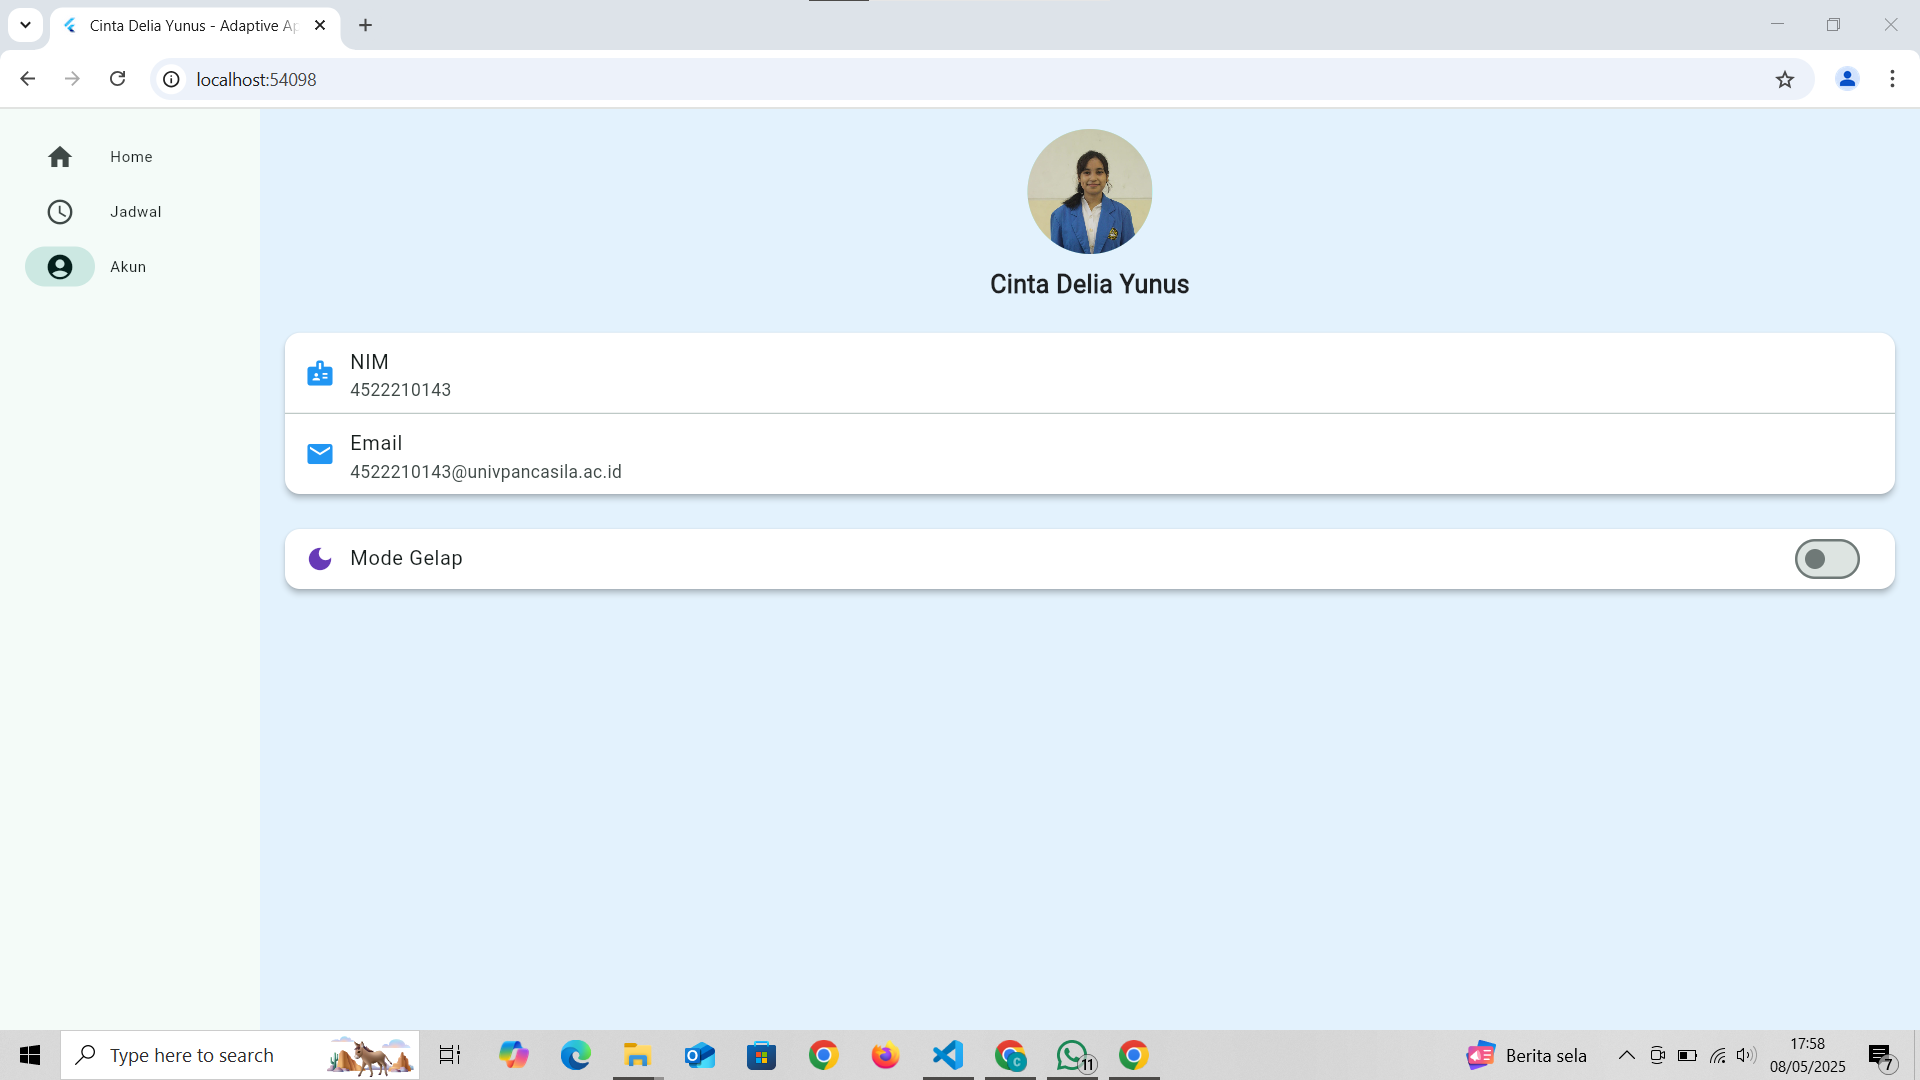 Cinta Delia Yunus - Adaptive Ap
localhost:54098
Home
Jadwal
Akun
Cinta Delia Yunus
NIM
4522210143
Email
4522210143@univpancasila.ac.id
Mode Gelap
Type here to search
O
C
11
Berita sela
17:58
08/05/2025
7